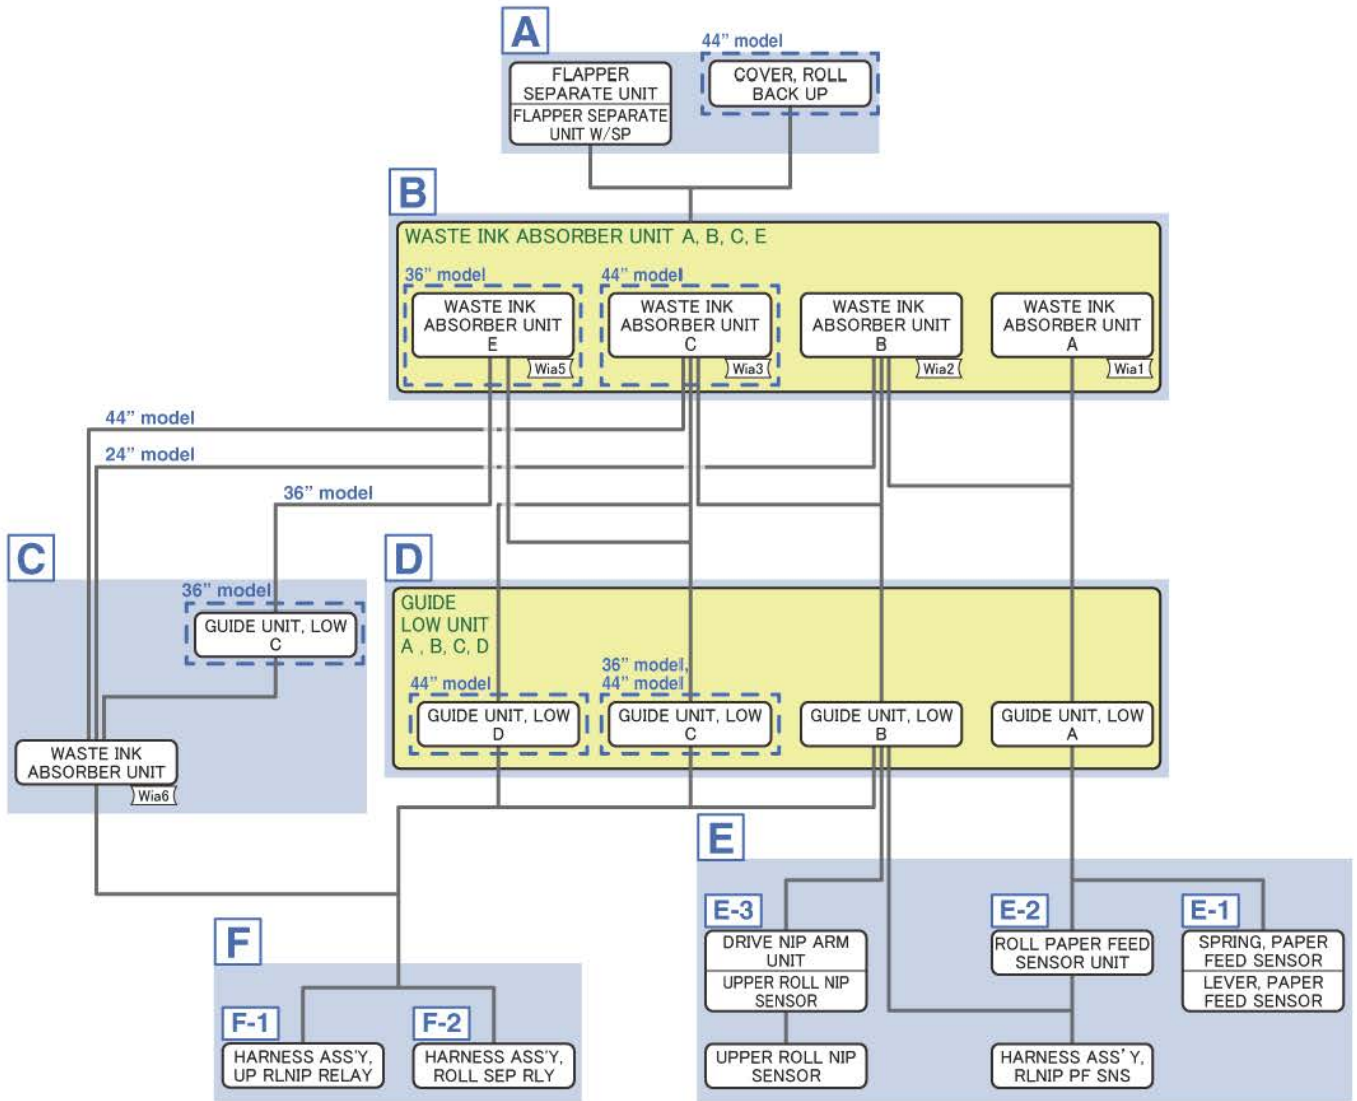 A
44” model
FLAPPER
SEPARATE UNIT
FLAPPER SEPARATE
UNIT W/SP
COVER, ROLL
BACK UP
B
WASTE INK ABSORBER UNIT A, B, C, E
36” model
WASTE INK
ABSORBER UNIT
E
Wia5
44” model
WASTE INK
ABSORBER UNIT
C
Wia3
WASTE INK
ABSORBER UNIT
B
Wia2
WASTE INK
ABSORBER UNIT
A
Wia1
44” model
24” model
36” model
C
36” model
GUIDE UNIT, LOW
C
WASTE INK
ABSORBER UNIT
Wia6
D
GUIDE
LOW UNIT
A , B, C, D
44” model
GUIDE UNIT, LOW
D
36” model,
44” model
GUIDE UNIT, LOW
C
GUIDE UNIT, LOW
B
GUIDE UNIT, LOW
A
E
E-3
DRIVE NIP ARM
UNIT
UPPER ROLL NIP
SENSOR
UPPER ROLL NIP
SENSOR
E-2
ROLL PAPER FEED
SENSOR UNIT
HARNESS ASS’Y,
RLNIP PF SNS
E-1
SPRING, PAPER
FEED SENSOR
LEVER, PAPER
FEED SENSOR
F
F-1
HARNESS ASS'Y,
UP RLNIP RELAY
F-2
HARNESS ASS'Y,
ROLL SEP RLY